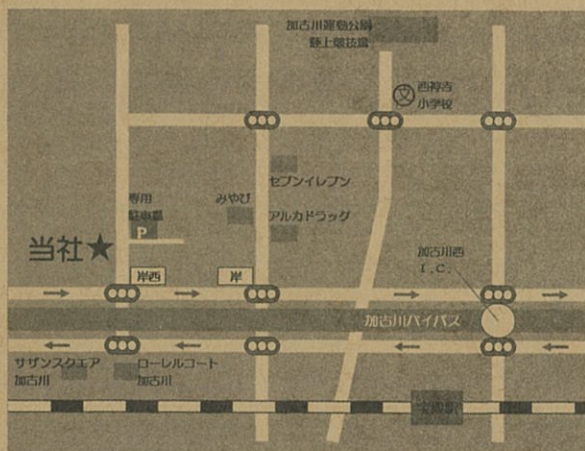 加古川運動公園
陸上競技場
西神吉
小学校
セブンイレブン
専用
駐車場
P
みやび
アルカドラッグ
当社★
加古川西
I.C.
岸西
岸
加古川バイパス
サザンスクエア
加古川
ローレルコート
加古川
宝殿駅